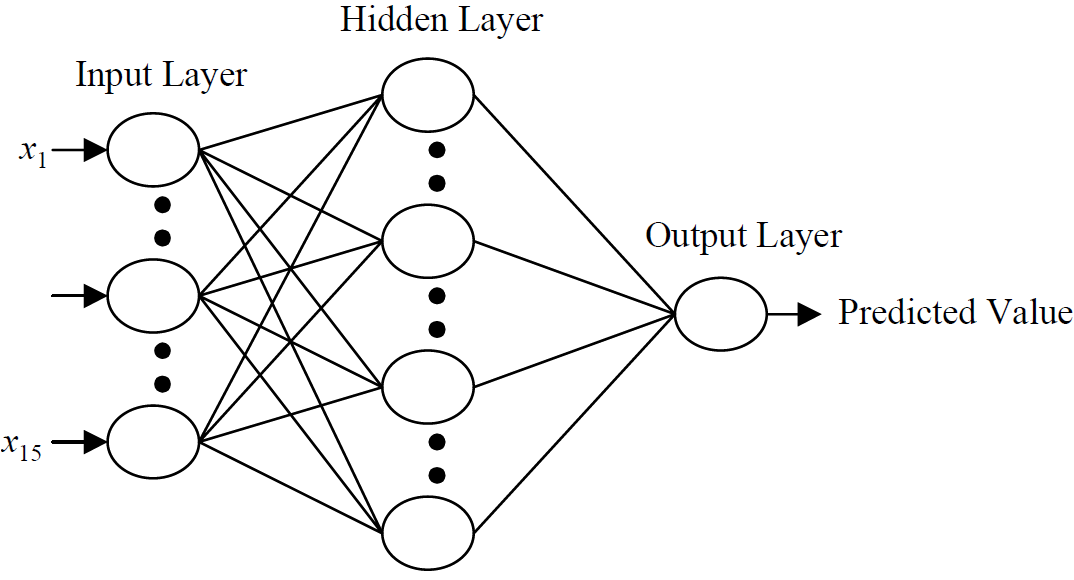 Hidden Layer
Input Layer
x1
Output Layer
Predicted Value
x15